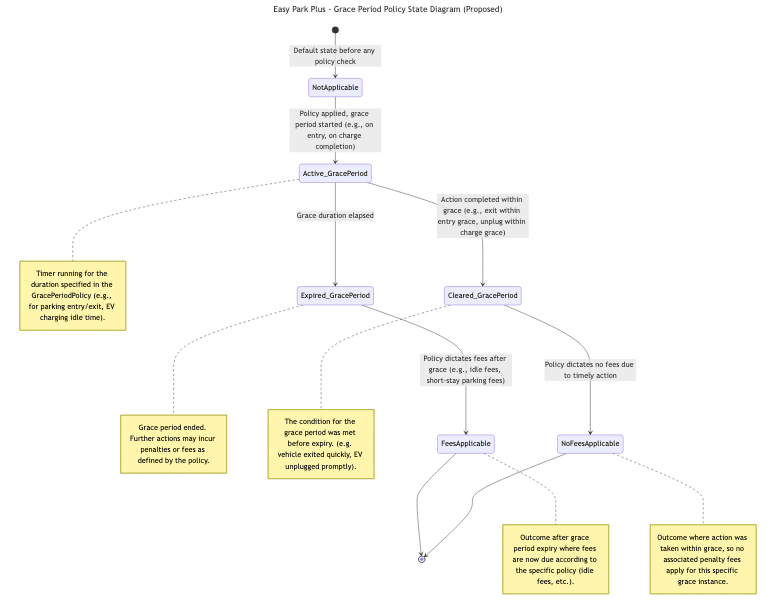 Easy Park Plus - Grace Period Policy State Diagram (Proposed)
Default state before any
policy check
NotApplicable
Policy applied, grace
period started (e.g., on
entry, on charge
completion)
Active_GracePeriod
Grace duration elapsed
Action completed within
grace (e.g., exit within
entry grace, unplug within
charge grace)
Timer running for the
duration specified in the
GracePeriodPolicy (e.g.,
for parking entry/exit, EV
charging idle time).
Expired_GracePeriod
Cleared_GracePeriod
Policy dictates fees after
grace (e.g., idle fees,
short-stay parking fees)
Policy dictates no fees due
to timely action
Grace period ended.
Further actions may incur
penalties or fees as
defined by the policy.
The condition for the
grace period was met
before expiry. (e.g.
vehicle exited quickly, EV
unplugged promptly).
FeesApplicable
NoFeesApplicable
Outcome after grace
period expiry where fees
are now due according to
the specific policy (idle
fees, etc.).
Outcome where action was
taken within grace, so no
associated penalty fees
apply for this specific
grace instance.